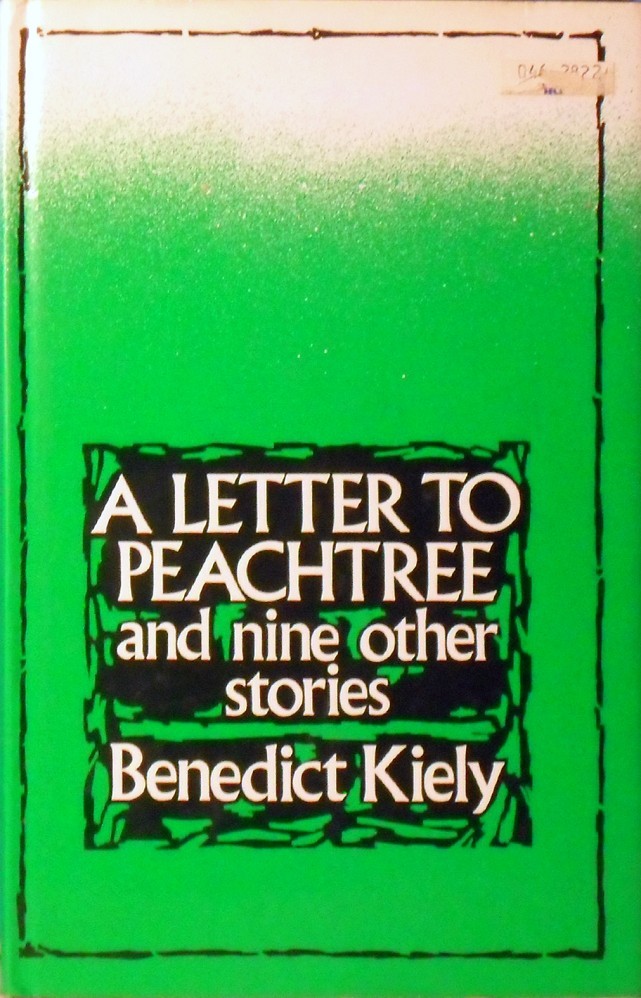 A LETTER TO
PEACHTREE
and nine other
stories
Benedict Kiely